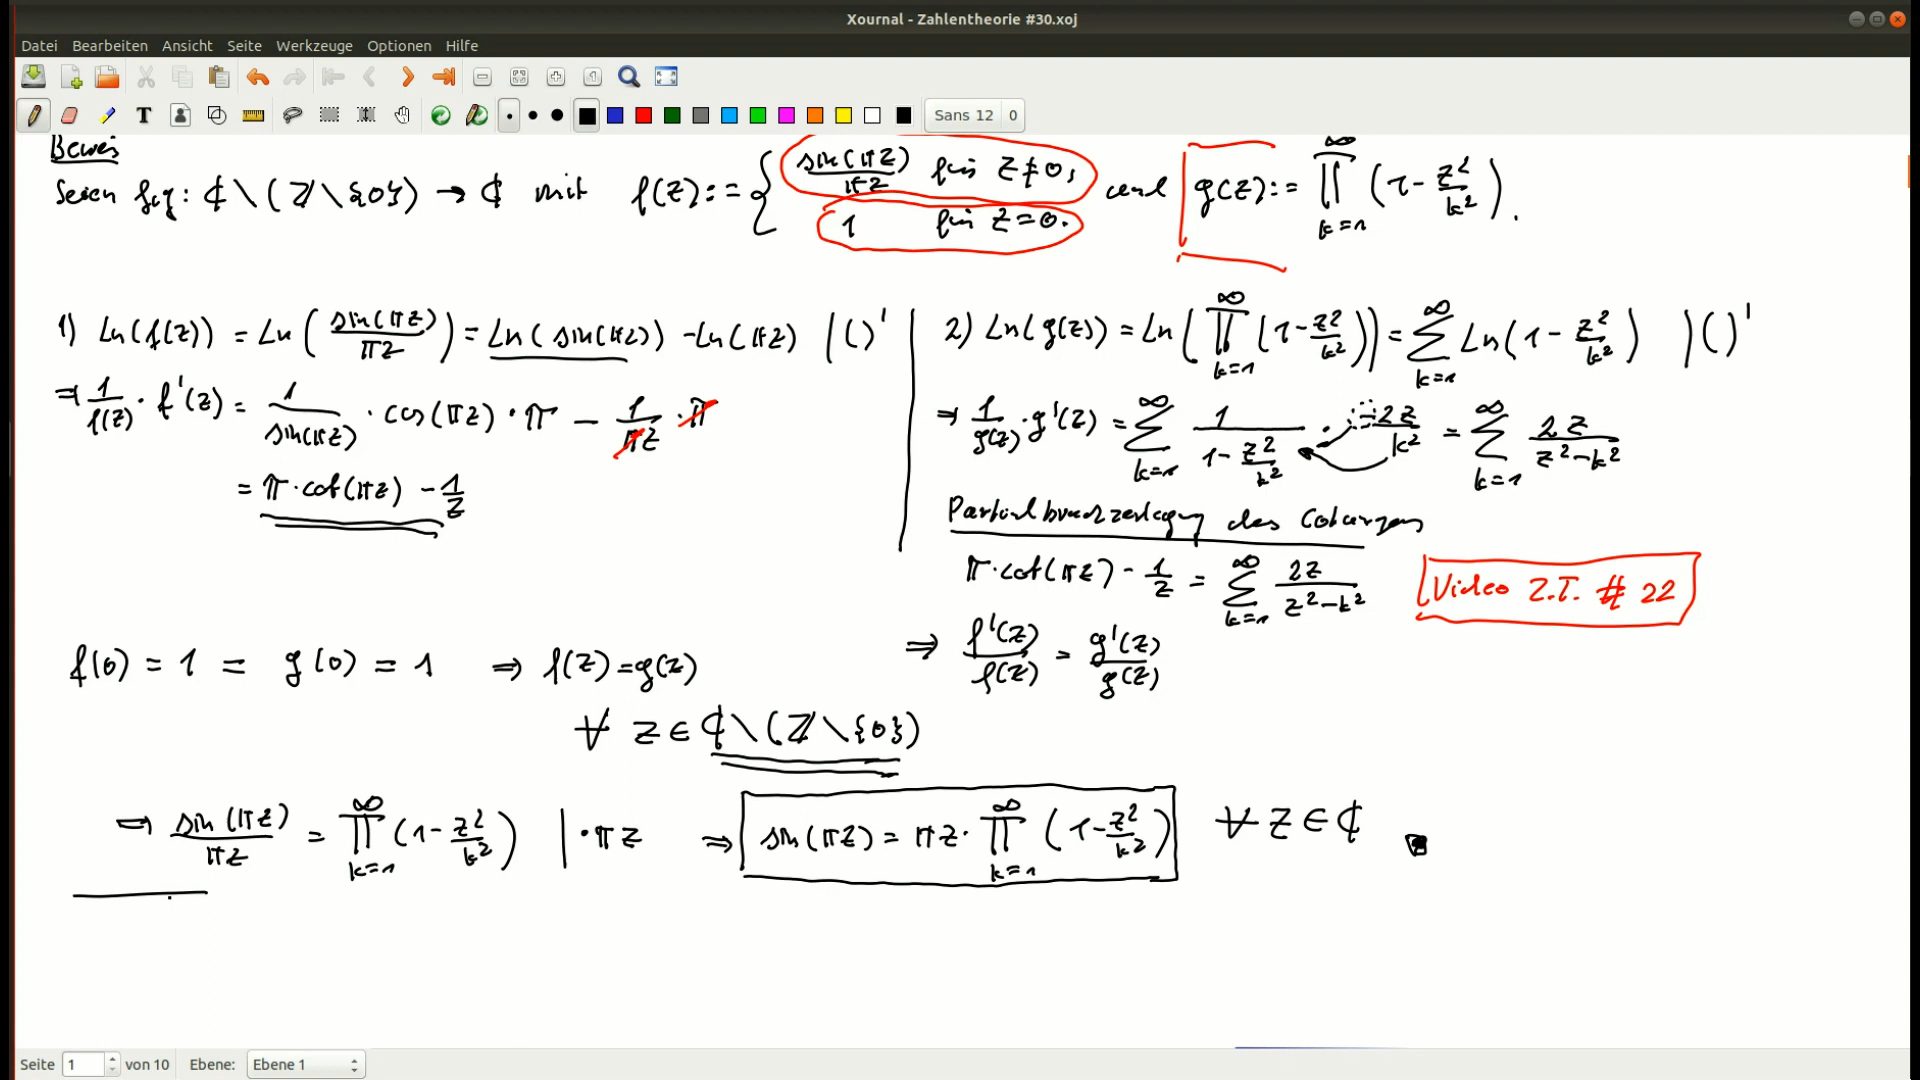 Xournal - Zahlentheorie #30.xoj
Datei Bearbeiten Ansicht Seite Werkzeuge Optionen Hilfe
Sans 12 0
Beweis
Seien f,g: ℂ\(ℤ\{0}) → ℂ mit f(z) := { sin(πz)/(πz) für z≠0, 1 für z=0. und g(z) := ∏_{k=1}^{∞} (1 - z²/k²).
1) Ln(f(z)) = Ln(sin(πz)/(πz)) = Ln(sin(πz)) - Ln(πz) | ( )'
⇒ 1/f(z) · f'(z) = 1/sin(πz) · cos(πz) · π - 1/(πz) · π
= π·cot(πz) - 1/z
2) Ln(g(z)) = Ln(∏_{k=1}^{∞} (1 - z²/k²)) = ∑_{k=1}^{∞} Ln(1 - z²/k²) | ( )'
⇒ 1/g(z) · g'(z) = ∑_{k=1}^{∞} 1/(1 - z²/k²) · -2z/k² = ∑_{k=1}^{∞} 2z/(z²-k²)
Partialbruchzerlegung des Cotangens
π·cot(πz) - 1/z = ∑_{k=1}^{∞} 2z/(z²-k²)
Video Z.T. # 22
⇒ f'(z)/f(z) = g'(z)/g(z)
f(0) = 1 = g(0) = 1 ⇒ f(z) = g(z)
∀ z ∈ ℂ\(ℤ\{0})
⇒ sin(πz)/(πz) = ∏_{k=1}^{∞} (1 - z²/k²) | · πz ⇒ sin(πz) = πz · ∏_{k=1}^{∞} (1 - z²/k²) ∀ z ∈ ℂ
Seite 1 von 10 Ebene: Ebene 1